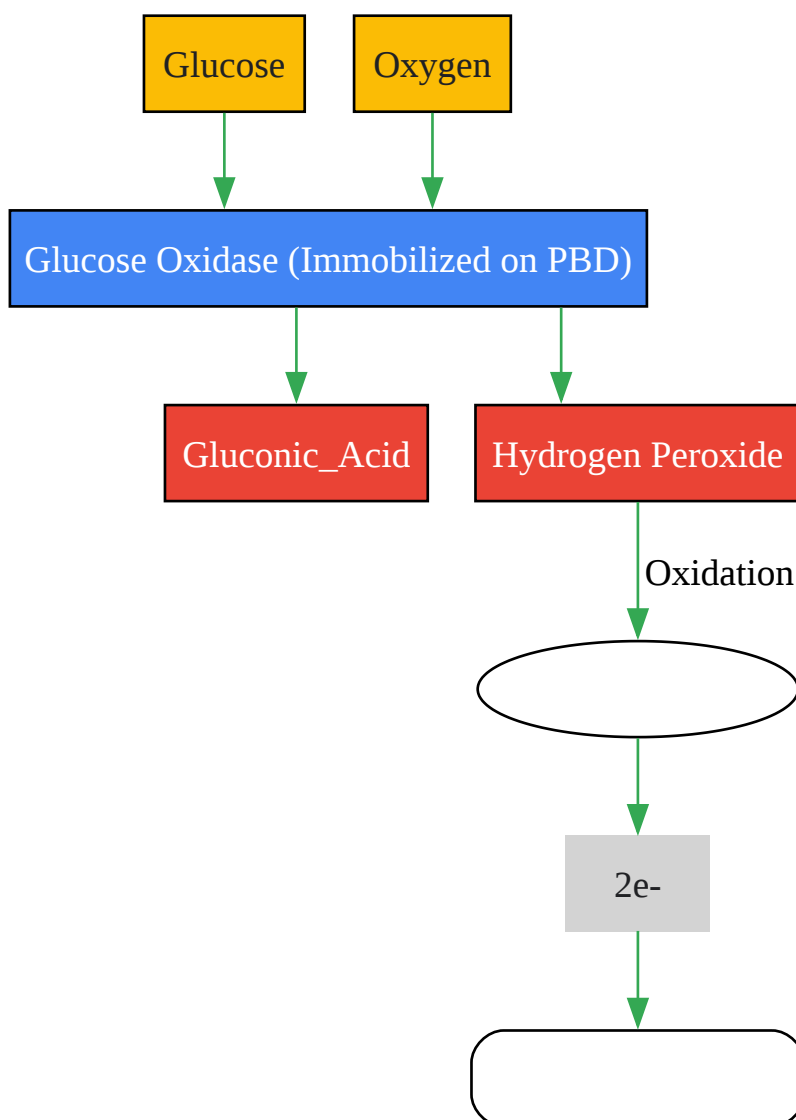 Glucose
Oxygen
Glucose Oxidase (Immobilized on PBD)
Gluconic_Acid
Hydrogen Peroxide
Oxidation
2e-